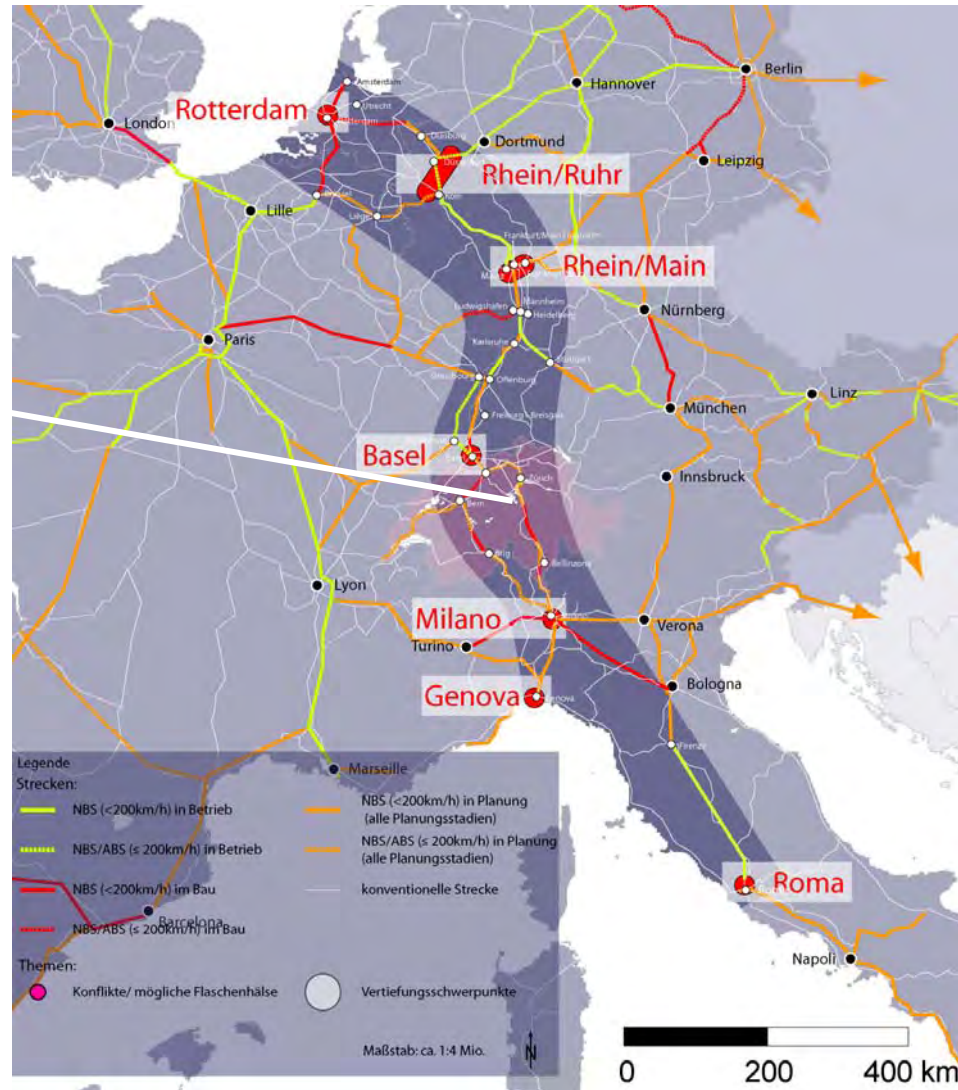 Amsterdam
Berlin
Hannover
Rotterdam
Utrecht
London
Duisburg
Dortmund
Leipzig
Rhein/Ruhr
Köln
Lille
Liège
Rhein/Main
Mainz
Ludwigshafen
Mannheim
Heidelberg
Nürnberg
Paris
Karlsruhe
Stuttgart
Strasbourg
Offenburg
Linz
München
Freiburg i. Breisgau
Basel
Zürich
Innsbruck
Bern
Brig
Bellinzona
Lyon
Milano
Verona
Turino
Bologna
Genova
Genova
Firenze
Marseille
Roma
Barcelona
Napoli
Legende
Strecken:
NBS (<200km/h) in Betrieb
NBS/ABS (≤ 200km/h) in Betrieb
NBS (<200km/h) im Bau
NBS/ABS (≤ 200km/h) im Bau
NBS (<200km/h) in Planung
(alle Planungsstadien)
NBS/ABS (≤ 200km/h) in Planung
(alle Planungsstadien)
konventionelle Strecke
Themen:
Konflikte/ mögliche Flaschenhälse
Vertiefungsschwerpunkte
Maßstab: ca. 1:4 Mio.
N
0 200 400 km